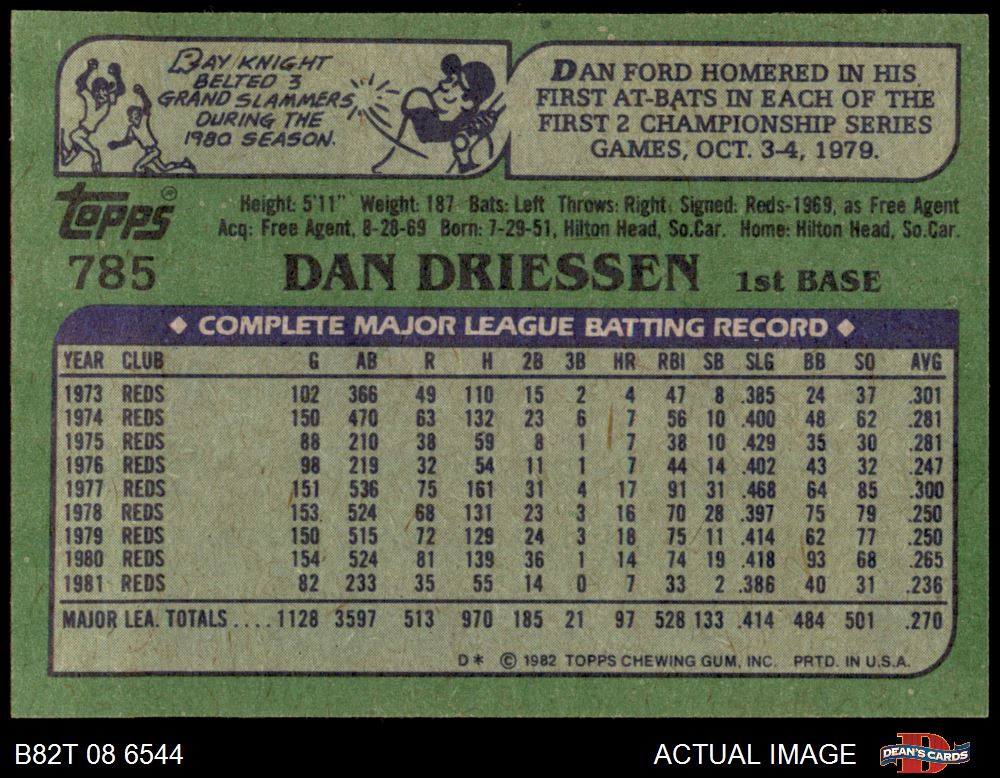 RAY KNIGHT
BELTED 3
GRAND SLAMMERS
DURING THE
1980 SEASON.
DAN FORD HOMERED IN HIS
FIRST AT-BATS IN EACH OF THE
FIRST 2 CHAMPIONSHIP SERIES
GAMES, OCT. 3-4, 1979.
topps®
Height: 5'11" Weight: 187 Bats: Left Throws: Right Signed: Reds-1969, as Free Agent
Acq: Free Agent, 8-28-69 Born: 7-29-51, Hilton Head, So.Car. Home: Hilton Head, So.Car.
785 DAN DRIESSEN 1st BASE
◆ COMPLETE MAJOR LEAGUE BATTING RECORD ◆
YEAR CLUB G AB R H 2B 3B HR RBI SB SLG BB SO AVG
1973 REDS 102 366 49 110 15 2 4 47 8 .385 24 37 .301
1974 REDS 150 470 63 132 23 6 7 56 10 .400 48 62 .281
1975 REDS 88 210 38 59 8 1 7 38 10 .429 35 30 .281
1976 REDS 98 219 32 54 11 1 7 44 14 .402 43 32 .247
1977 REDS 151 536 75 161 31 4 17 91 31 .468 64 85 .300
1978 REDS 153 524 68 131 23 3 16 70 28 .397 75 79 .250
1979 REDS 150 515 72 129 24 3 18 75 11 .414 62 77 .250
1980 REDS 154 524 81 139 36 1 14 74 19 .418 93 68 .265
1981 REDS 82 233 35 55 14 0 7 33 2 .386 40 31 .236
MAJOR LEA. TOTALS .... 1128 3597 513 970 185 21 97 528 133 .414 484 501 .270
D* © 1982 TOPPS CHEWING GUM, INC. PRTD. IN U.S.A.
B82T 08 6544 ACTUAL IMAGE DEAN'S CARDS